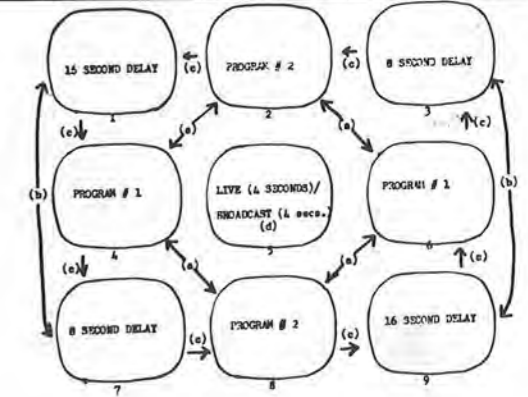 15 SECOND DELAY
1
(c)
PROGRAM # 2
2
(c)
8 SECOND DELAY
3
(c)
(c)
(a)
(a)
(b)
PROGRAM # 1
4
LIVE (4 SECONDS)/
BROADCAST (4 secs.)
(d)
5
PROGRAM # 1
6
(b)
(c)
(a)
(a)
(c)
8 SECOND DELAY
7
(c)
PROGRAM # 2
8
(c)
16 SECOND DELAY
9